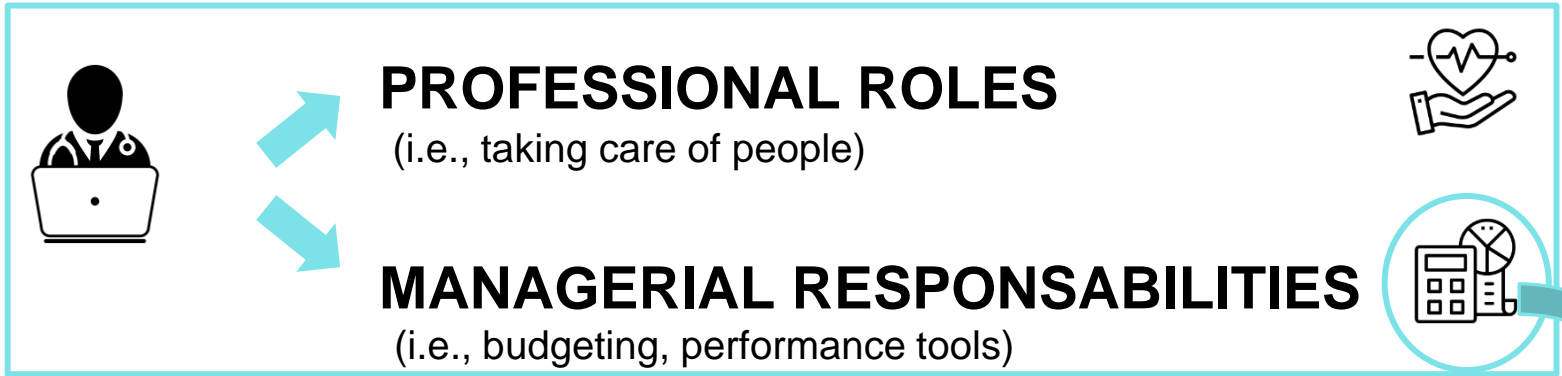 PROFESSIONAL ROLES
(i.e., taking care of people)
MANAGERIAL RESPONSABILITIES
(i.e., budgeting, performance tools)